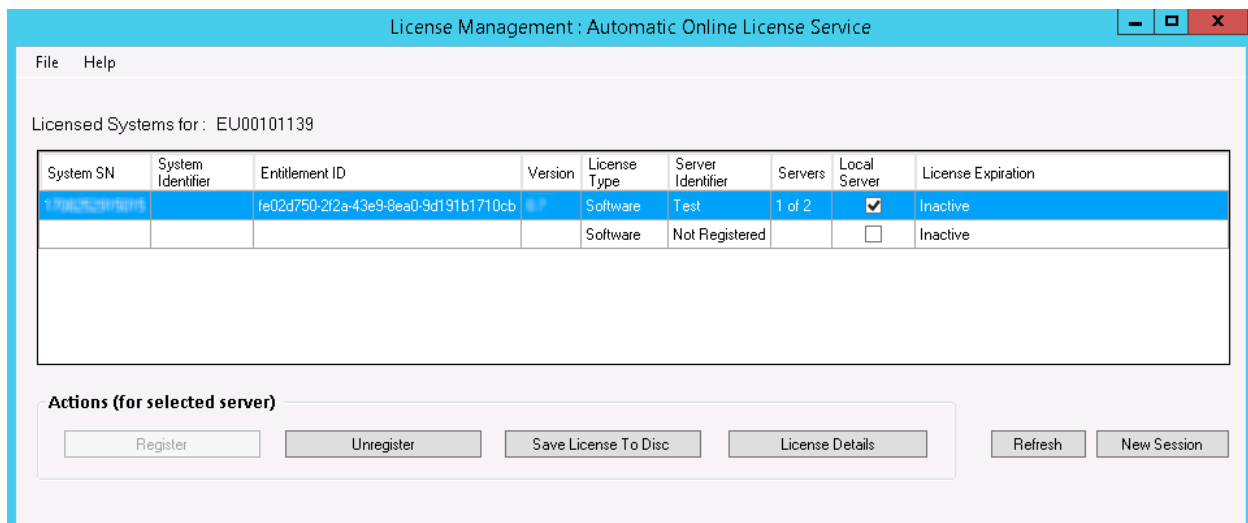 License Management : Automatic Online License Service
File Help
Licensed Systems for : EU00101139
System SN System Identifier Entitlement ID Version License Type Server Identifier Servers Local Server License Expiration
fe02d750-2f2a-43e9-8ea0-9d191b1710cb Software Test 1 of 2 Inactive
Software Not Registered Inactive
Actions (for selected server)
Register Unregister Save License To Disc License Details Refresh New Session